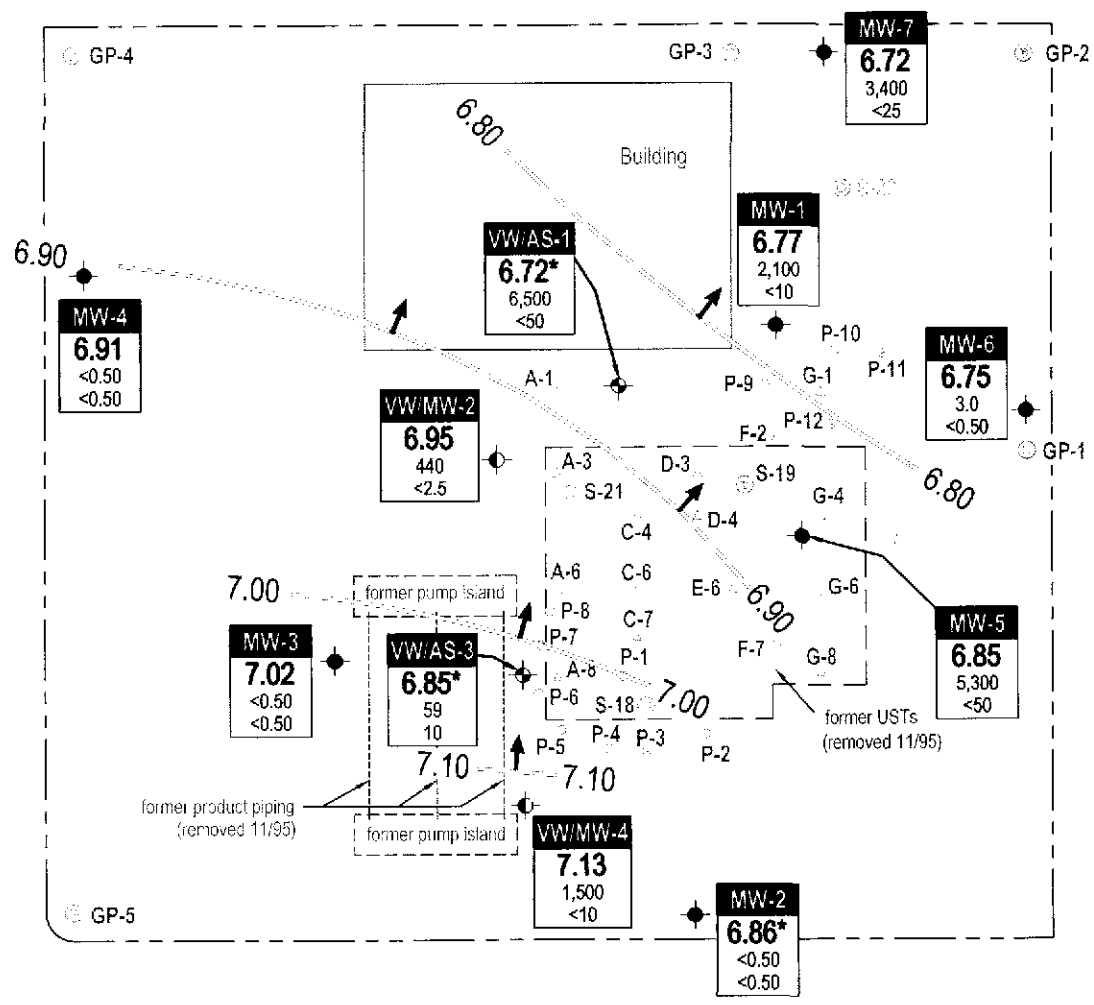 GP-4
GP-3
MW-7
6.72
3,400
<25
GP-2
6.80
Building
MW-1
6.77
2,100
<10
VW/AS-1
6.72*
6,500
<50
6.90
MW-4
6.91
<0.50
<0.50
P-10
P-11
MW-6
6.75
3.0
<0.50
A-1
P-9
G-1
VW/MW-2
6.95
440
<2.5
P-12
F-2
GP-1
A-3
D-3
S-19
6.80
S-21
G-4
C-4
D-4
7.00
former pump island
A-6
C-6
E-6
6.90
G-6
P-8
C-7
MW-3
7.02
<0.50
<0.50
VW/AS-3
6.85*
59
10
P-7
P-1
F-7
MW-5
6.85
5,300
<50
A-8
G-8
P-6
S-18
7.00
former USTs
(removed 11/95)
P-5
P-4
P-3
P-2
7.10
7.10
former product piping
(removed 11/95)
former pump island
VW/MW-4
7.13
1,500
<10
GP-5
MW-2
6.86*
<0.50
<0.50